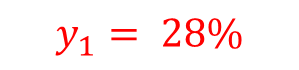 y₁ = 28%